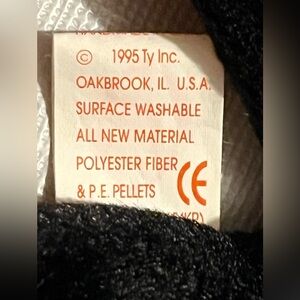 © 1995 Ty Inc.
OAKBROOK, IL. U.S.A.
SURFACE WASHABLE
ALL NEW MATERIAL
POLYESTER FIBER
& P.E. PELLETS CE